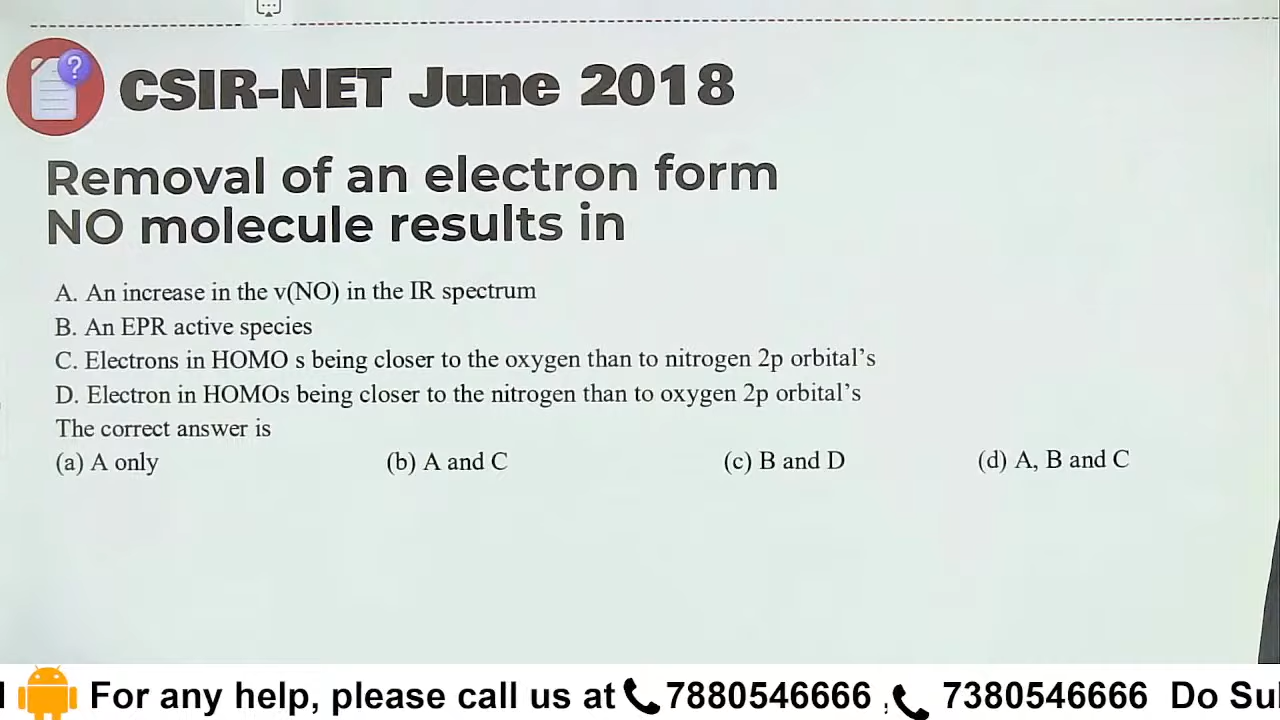 CSIR-NET June 2018
Removal of an electron form
NO molecule results in
A. An increase in the v(NO) in the IR spectrum
B. An EPR active species
C. Electrons in HOMO s being closer to the oxygen than to nitrogen 2p orbital’s
D. Electron in HOMOs being closer to the nitrogen than to oxygen 2p orbital’s
The correct answer is
(a) A only (b) A and C (c) B and D (d) A, B and C
For any help, please call us at 7880546666 , 7380546666 Do